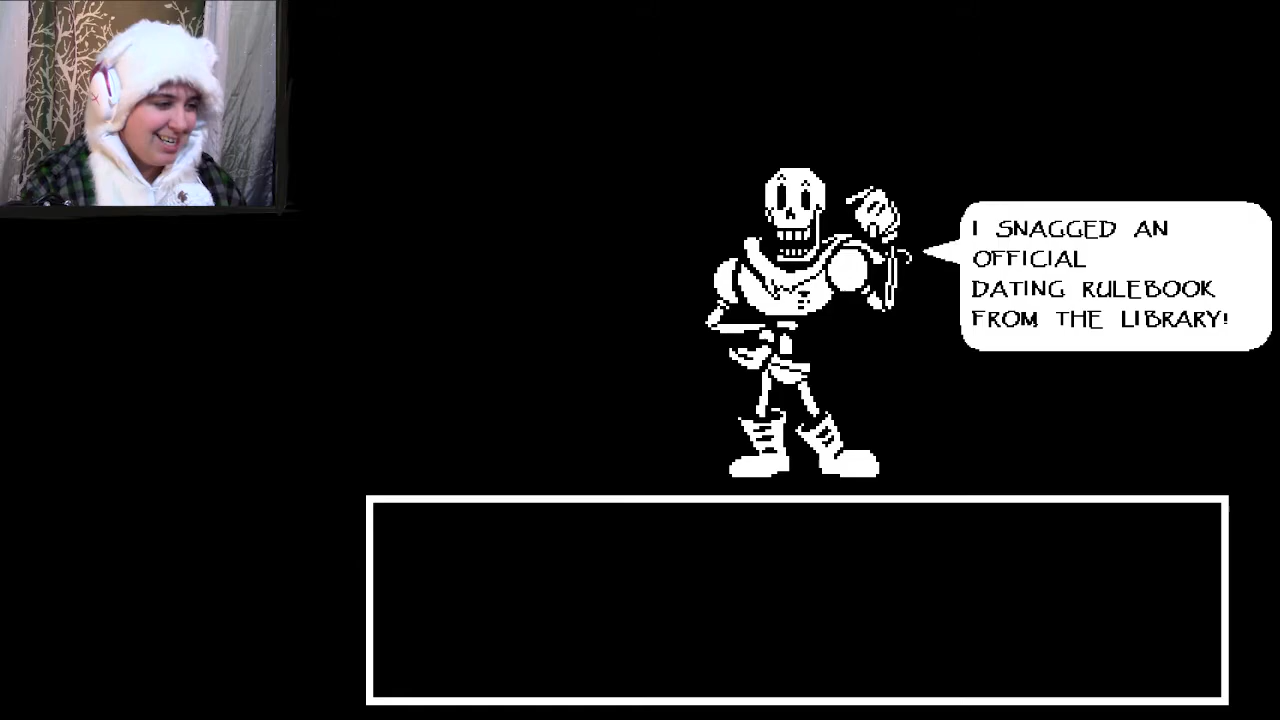 I SNAGGED AN
OFFICIAL
DATING RULEBOOK
FROM THE LIBRARY!